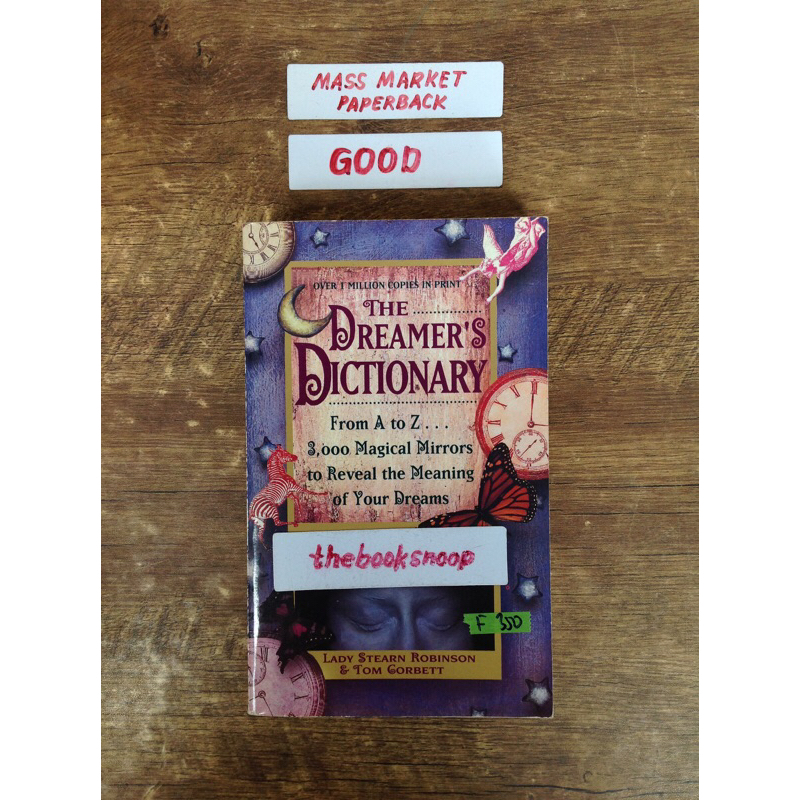 MASS MARKET
PAPERBACK
GOOD
OVER 1 MILLION COPIES IN PRINT
THE
DREAMER'S
DICTIONARY
From A to Z...
3,000 Magical Mirrors
to Reveal the Meaning
of Your Dreams
thebooksnoop
F 350
LADY STEARN ROBINSON
& TOM CORBETT